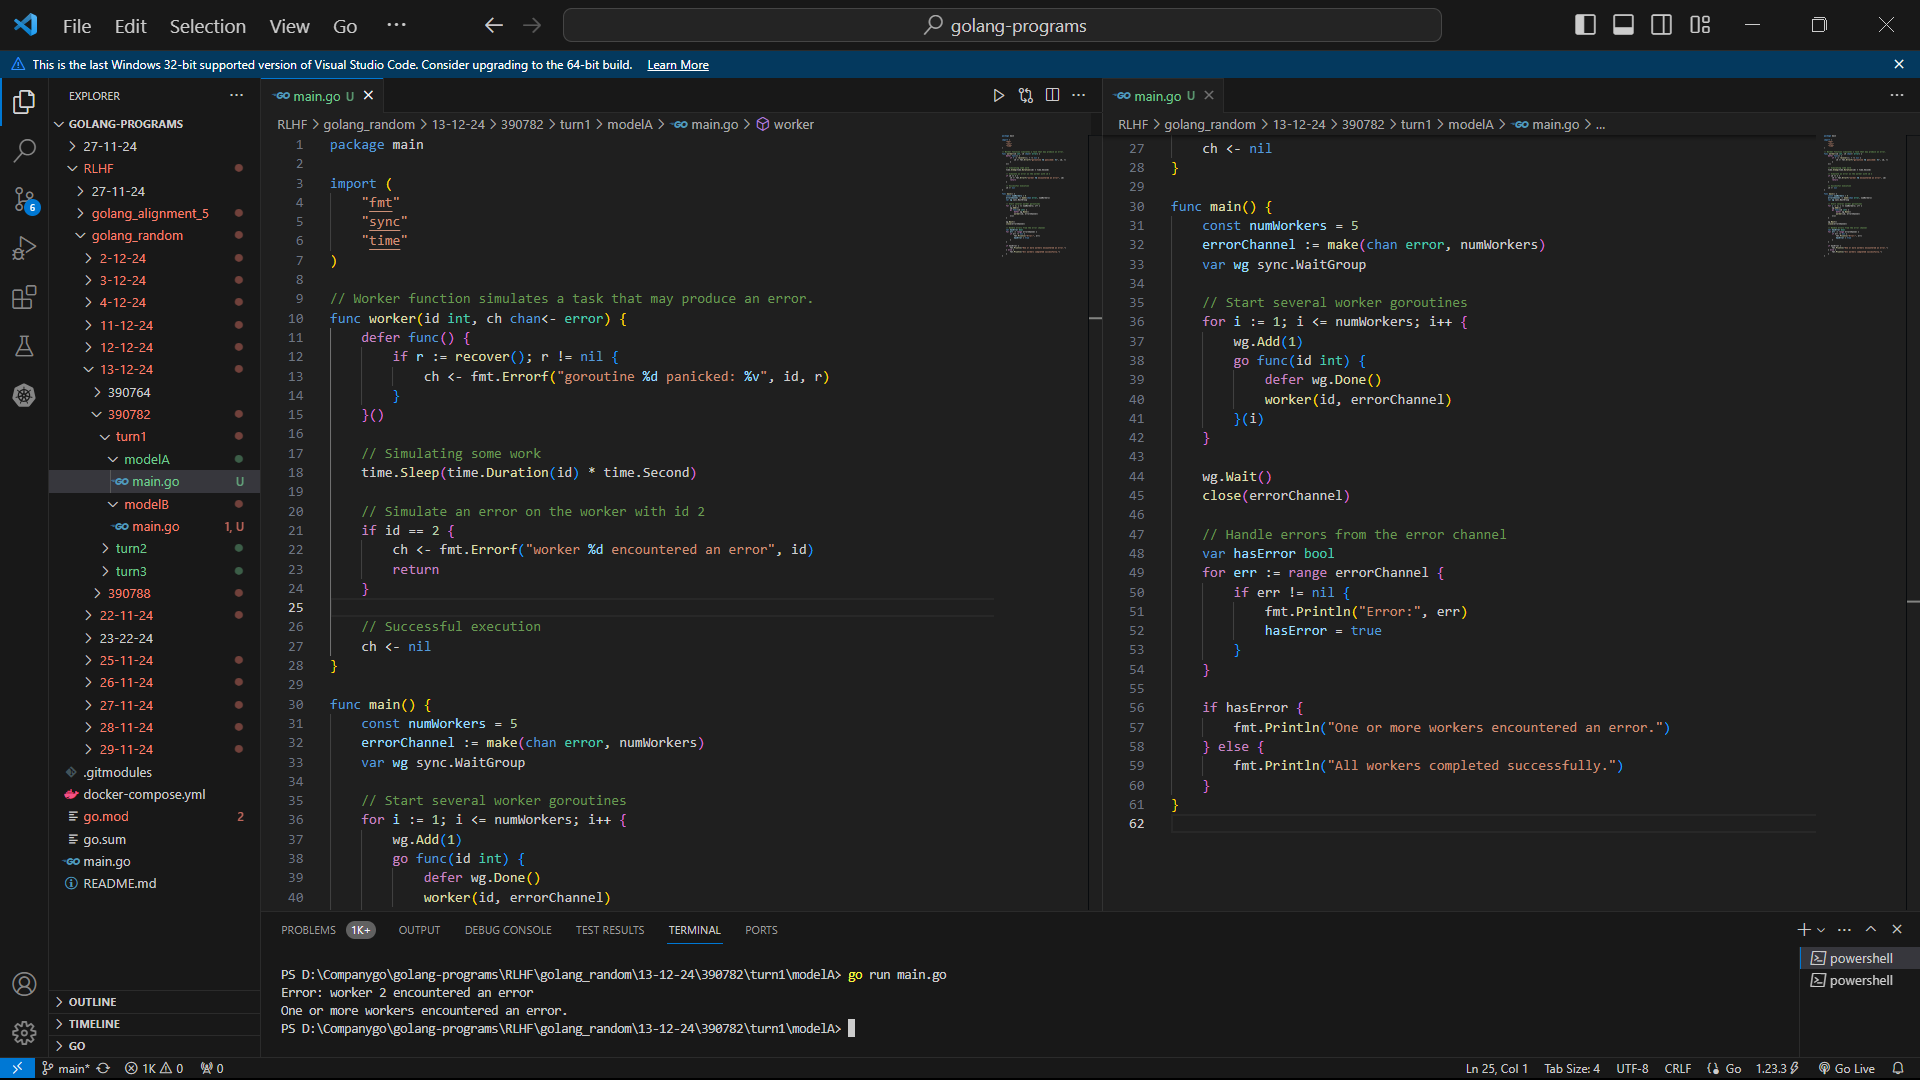 File Edit Selection View Go ··· golang-programs
This is the last Windows 32-bit supported version of Visual Studio Code. Consider upgrading to the 64-bit build. Learn More
EXPLORER
GOLANG-PROGRAMS
27-11-24
RLHF
27-11-24
golang_alignment_5
golang_random
2-12-24
3-12-24
4-12-24
11-12-24
12-12-24
13-12-24
390764
390782
turn1
modelA
main.go U
modelB
main.go 1, U
turn2
turn3
390788
22-11-24
23-22-24
25-11-24
26-11-24
27-11-24
28-11-24
29-11-24
.gitmodules
docker-compose.yml
go.mod 2
go.sum
main.go
README.md
OUTLINE
TIMELINE
GO
main.go U
RLHF > golang_random > 13-12-24 > 390782 > turn1 > modelA > main.go > worker
1 package main
2
3 import (
4     "fmt"
5     "sync"
6     "time"
7 )
8
9 // Worker function simulates a task that may produce an error.
10 func worker(id int, ch chan<- error) {
11     defer func() {
12         if r := recover(); r != nil {
13             ch <- fmt.Errorf("goroutine %d panicked: %v", id, r)
14         }
15     }()
16
17     // Simulating some work
18     time.Sleep(time.Duration(id) * time.Second)
19
20     // Simulate an error on the worker with id 2
21     if id == 2 {
22         ch <- fmt.Errorf("worker %d encountered an error", id)
23         return
24     }
25
26     // Successful execution
27     ch <- nil
28 }
29
30 func main() {
31     const numWorkers = 5
32     errorChannel := make(chan error, numWorkers)
33     var wg sync.WaitGroup
34
35     // Start several worker goroutines
36     for i := 1; i <= numWorkers; i++ {
37         wg.Add(1)
38         go func(id int) {
39             defer wg.Done()
40             worker(id, errorChannel)
main.go U
RLHF > golang_random > 13-12-24 > 390782 > turn1 > modelA > main.go > ...
27     ch <- nil
28 }
29
30 func main() {
31     const numWorkers = 5
32     errorChannel := make(chan error, numWorkers)
33     var wg sync.WaitGroup
34
35     // Start several worker goroutines
36     for i := 1; i <= numWorkers; i++ {
37         wg.Add(1)
38         go func(id int) {
39             defer wg.Done()
40             worker(id, errorChannel)
41         }(i)
42     }
43
44     wg.Wait()
45     close(errorChannel)
46
47     // Handle errors from the error channel
48     var hasError bool
49     for err := range errorChannel {
50         if err != nil {
51             fmt.Println("Error:", err)
52             hasError = true
53         }
54     }
55
56     if hasError {
57         fmt.Println("One or more workers encountered an error.")
58     } else {
59         fmt.Println("All workers completed successfully.")
60     }
61 }
62
PROBLEMS 1K+ OUTPUT DEBUG CONSOLE TEST RESULTS TERMINAL PORTS
PS D:\Companygo\golang-programs\RLHF\golang_random\13-12-24\390782\turn1\modelA> go run main.go
Error: worker 2 encountered an error
One or more workers encountered an error.
PS D:\Companygo\golang-programs\RLHF\golang_random\13-12-24\390782\turn1\modelA>
powershell
powershell
main* 1K 0 0 Ln 25, Col 1 Tab Size: 4 UTF-8 CRLF Go 1.23.3 Go Live
6